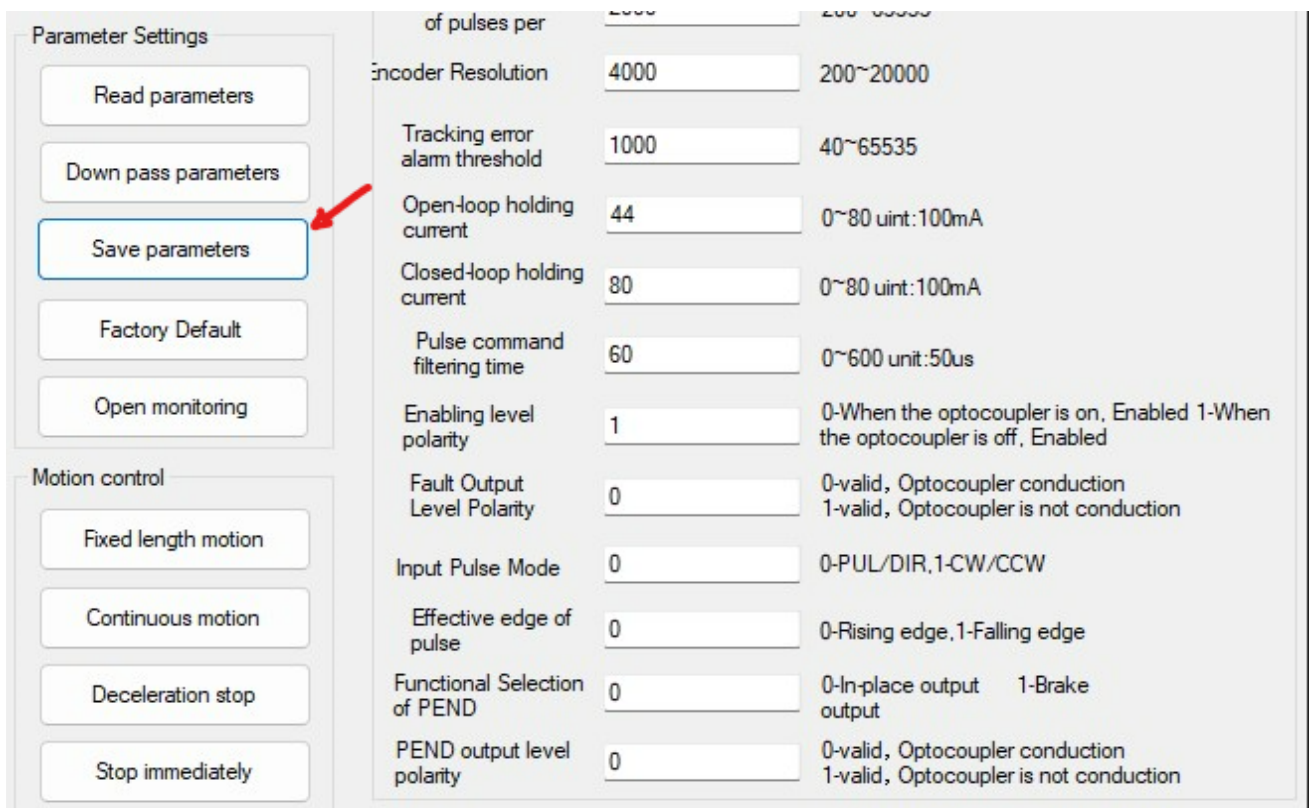 Parameter Settings
Read parameters
Down pass parameters
Save parameters
Factory Default
Open monitoring
Motion control
Fixed length motion
Continuous motion
Deceleration stop
Stop immediately
of pulses per
Encoder Resolution 4000 200~20000
Tracking error
alarm threshold 1000 40~65535
Open-loop holding
current 44 0~80 uint:100mA
Closed-loop holding
current 80 0~80 uint:100mA
Pulse command
filtering time 60 0~600 unit:50us
Enabling level
polarity 1 0-When the optocoupler is on, Enabled 1-When
the optocoupler is off, Enabled
Fault Output
Level Polarity 0 0-valid, Optocoupler conduction
1-valid, Optocoupler is not conduction
Input Pulse Mode 0 0-PUL/DIR,1-CW/CCW
Effective edge of
pulse 0 0-Rising edge,1-Falling edge
Functional Selection
of PEND 0 0-In-place output 1-Brake
output
PEND output level
polarity 0 0-valid, Optocoupler conduction
1-valid, Optocoupler is not conduction